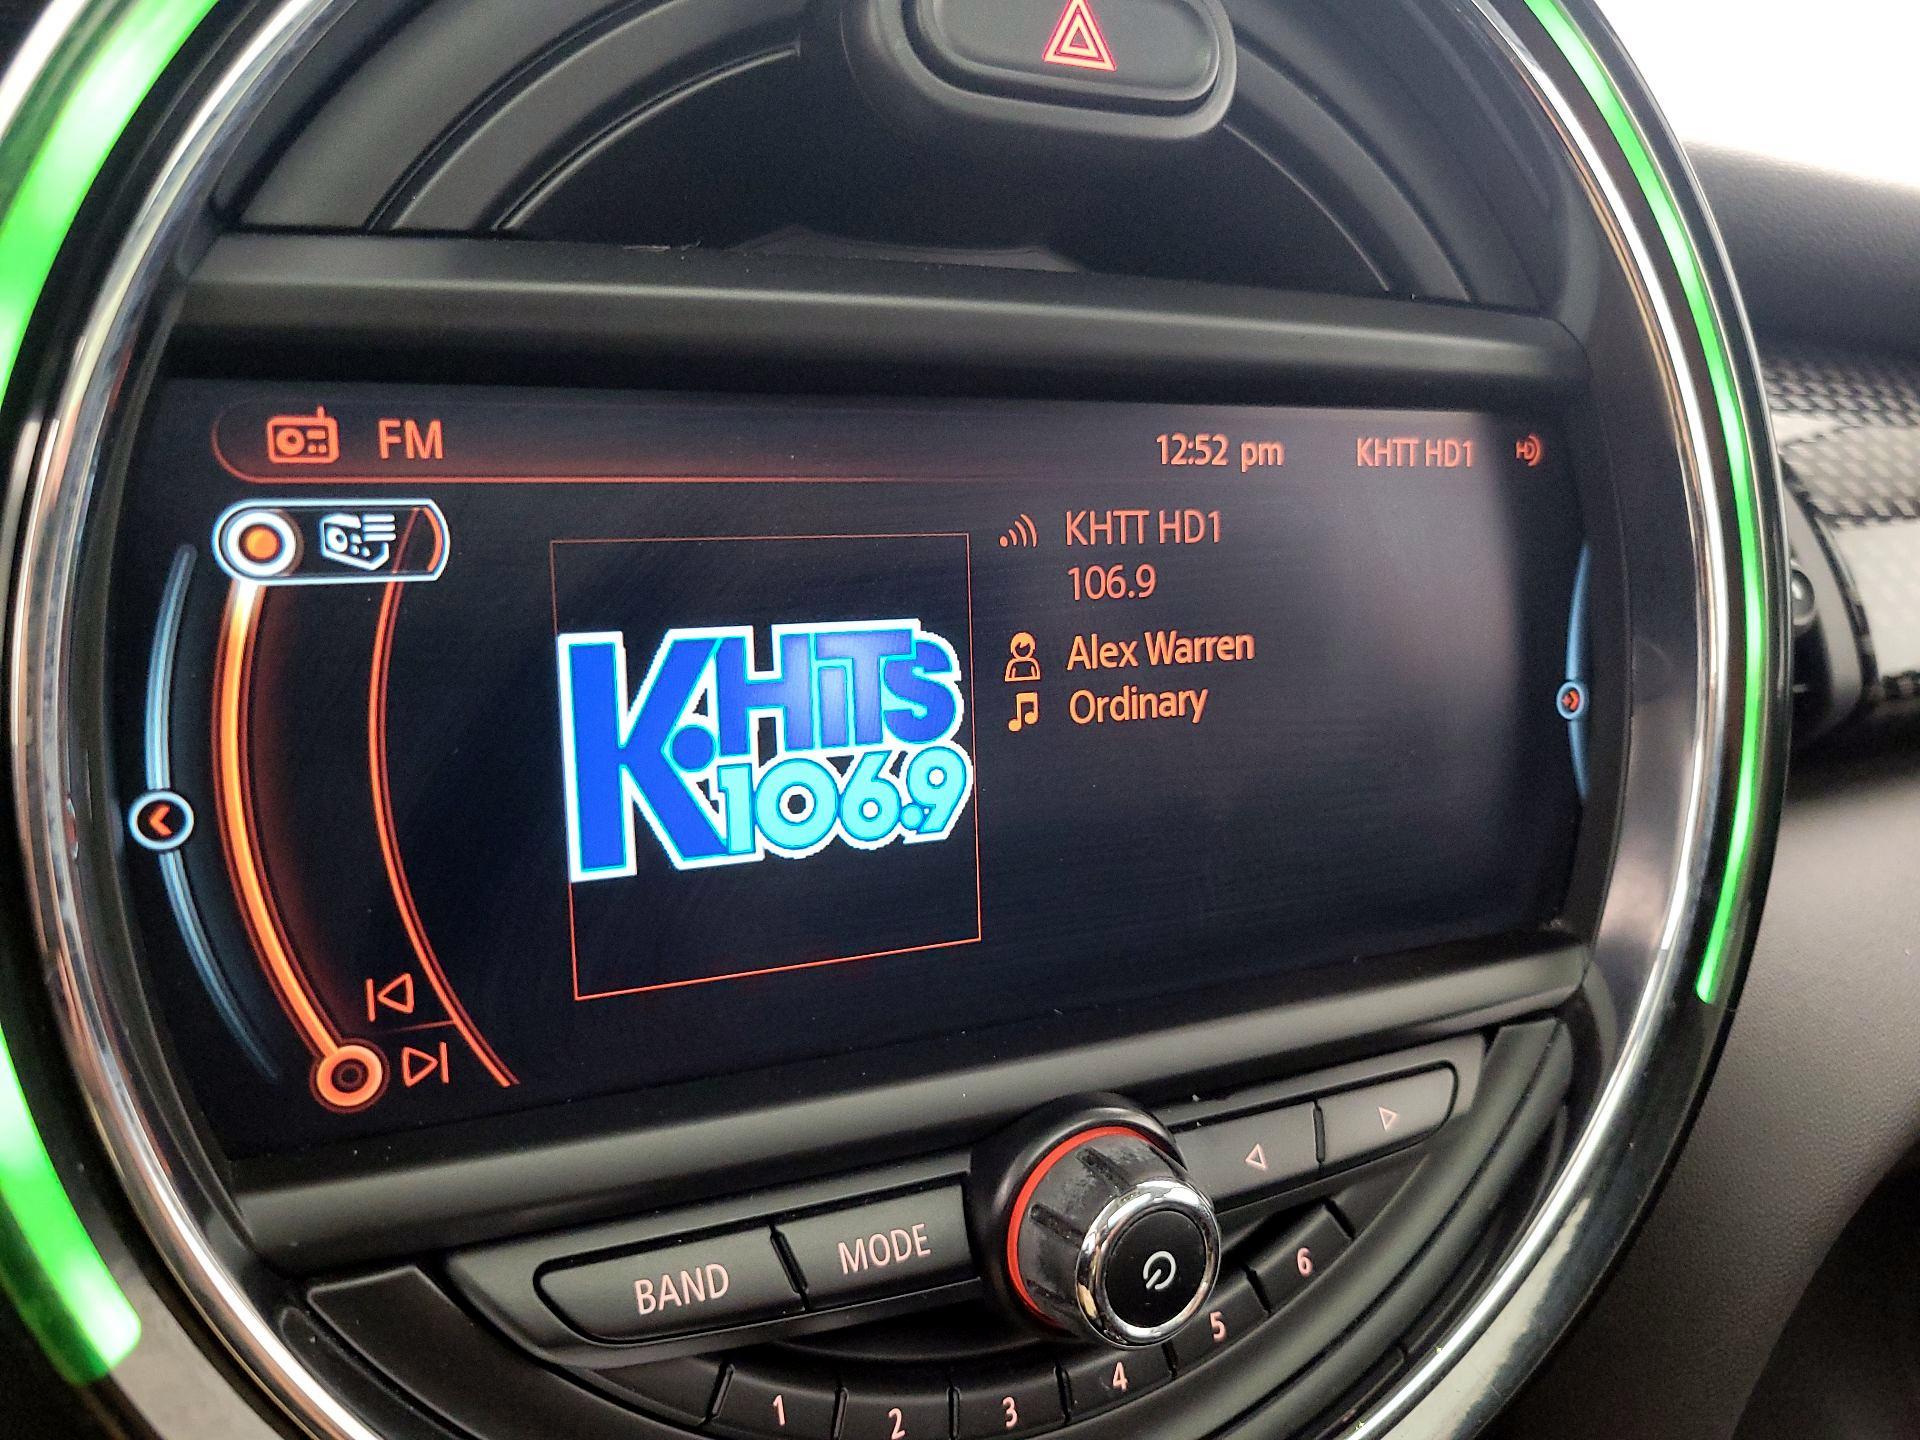 FM
12:52 pm
KHTT HD1
KHTT HD1
106.9
Alex Warren
Ordinary
K·HiTS
106.9
BAND
MODE
1
2
3
4
5
6